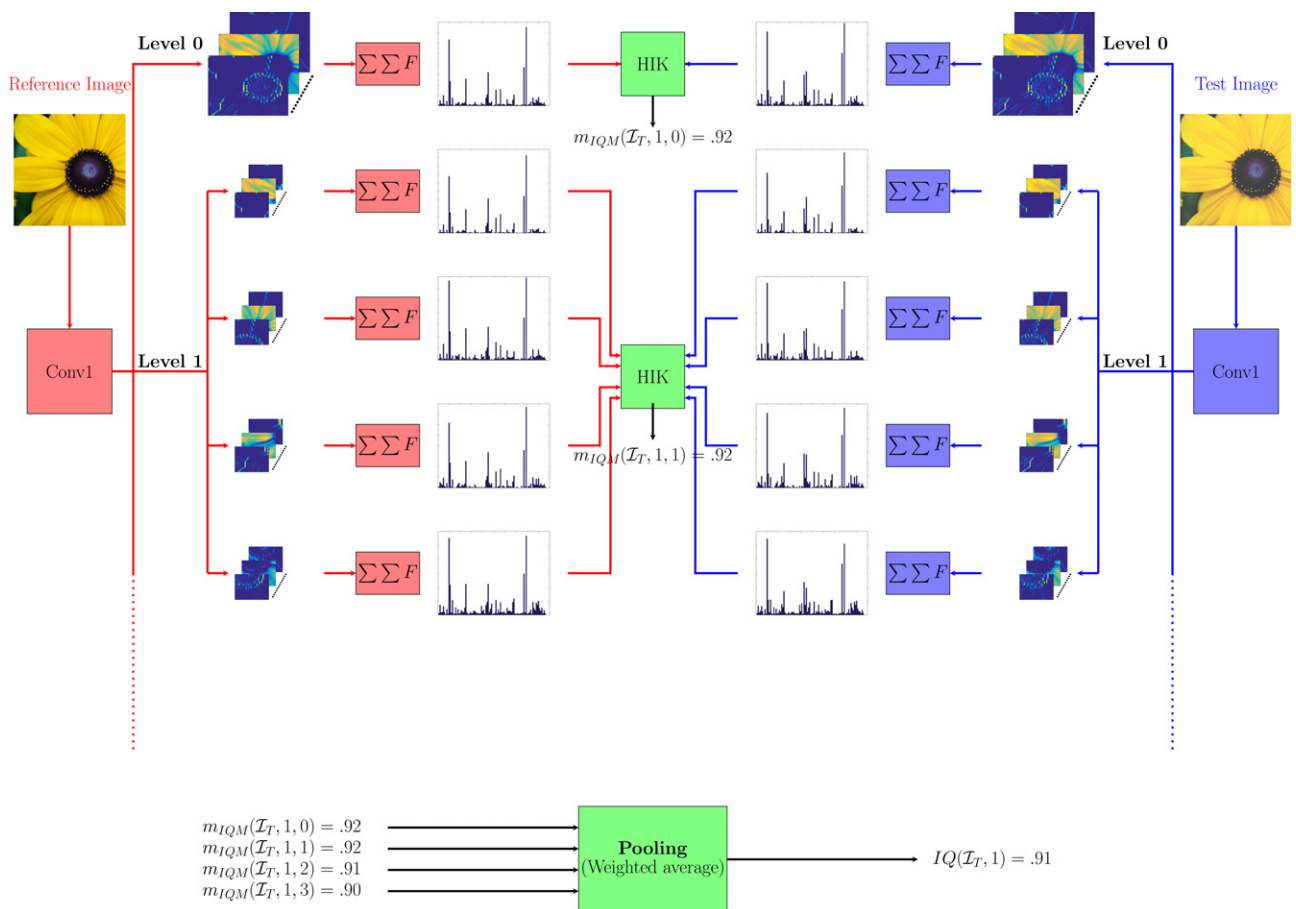 Level 0
∑∑F
HIK
∑∑F
Level 0
Reference Image
Test Image
m_{IQM}(𝓘_T, 1, 0) = .92
∑∑F
∑∑F
∑∑F
∑∑F
Conv1
Level 1
HIK
Level 1
Conv1
∑∑F
∑∑F
m_{IQM}(𝓘_T, 1, 1) = .92
∑∑F
∑∑F
m_{IQM}(𝓘_T, 1, 0) = .92
m_{IQM}(𝓘_T, 1, 1) = .92
m_{IQM}(𝓘_T, 1, 2) = .91
m_{IQM}(𝓘_T, 1, 3) = .90
Pooling
(Weighted average)
IQ(𝓘_T, 1) = .91